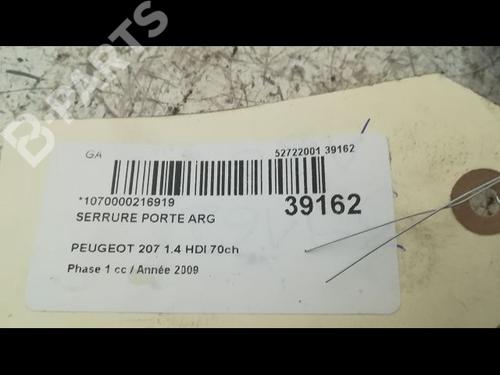 B-PARTS
GA
52722001 39162
*1070000216919
39162
SERRURE PORTE ARG
PEUGEOT 207 1.4 HDI 70ch
Phase 1 cc / Année 2009